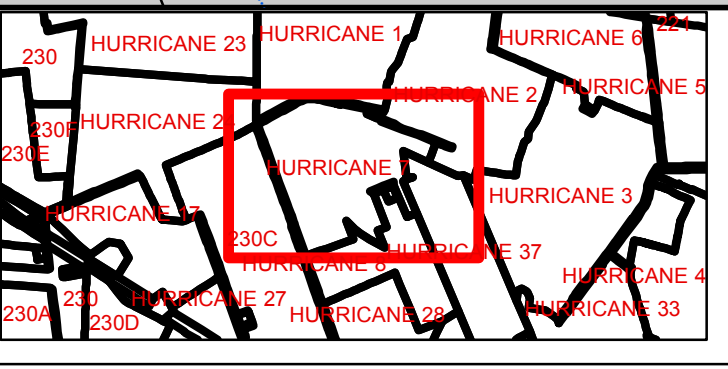 221
HURRICANE 1
HURRICANE 6
HURRICANE 23
230
HURRICANE 5
HURRICANE 2
HURRICANE 2
230F
230E
HURRICANE 7
HURRICANE 3
HURRICANE 17
230C
HURRICANE 37
HURRICANE 8
HURRICANE 4
230
HURRICANE 27
HURRICANE 33
230A
230D
HURRICANE 28